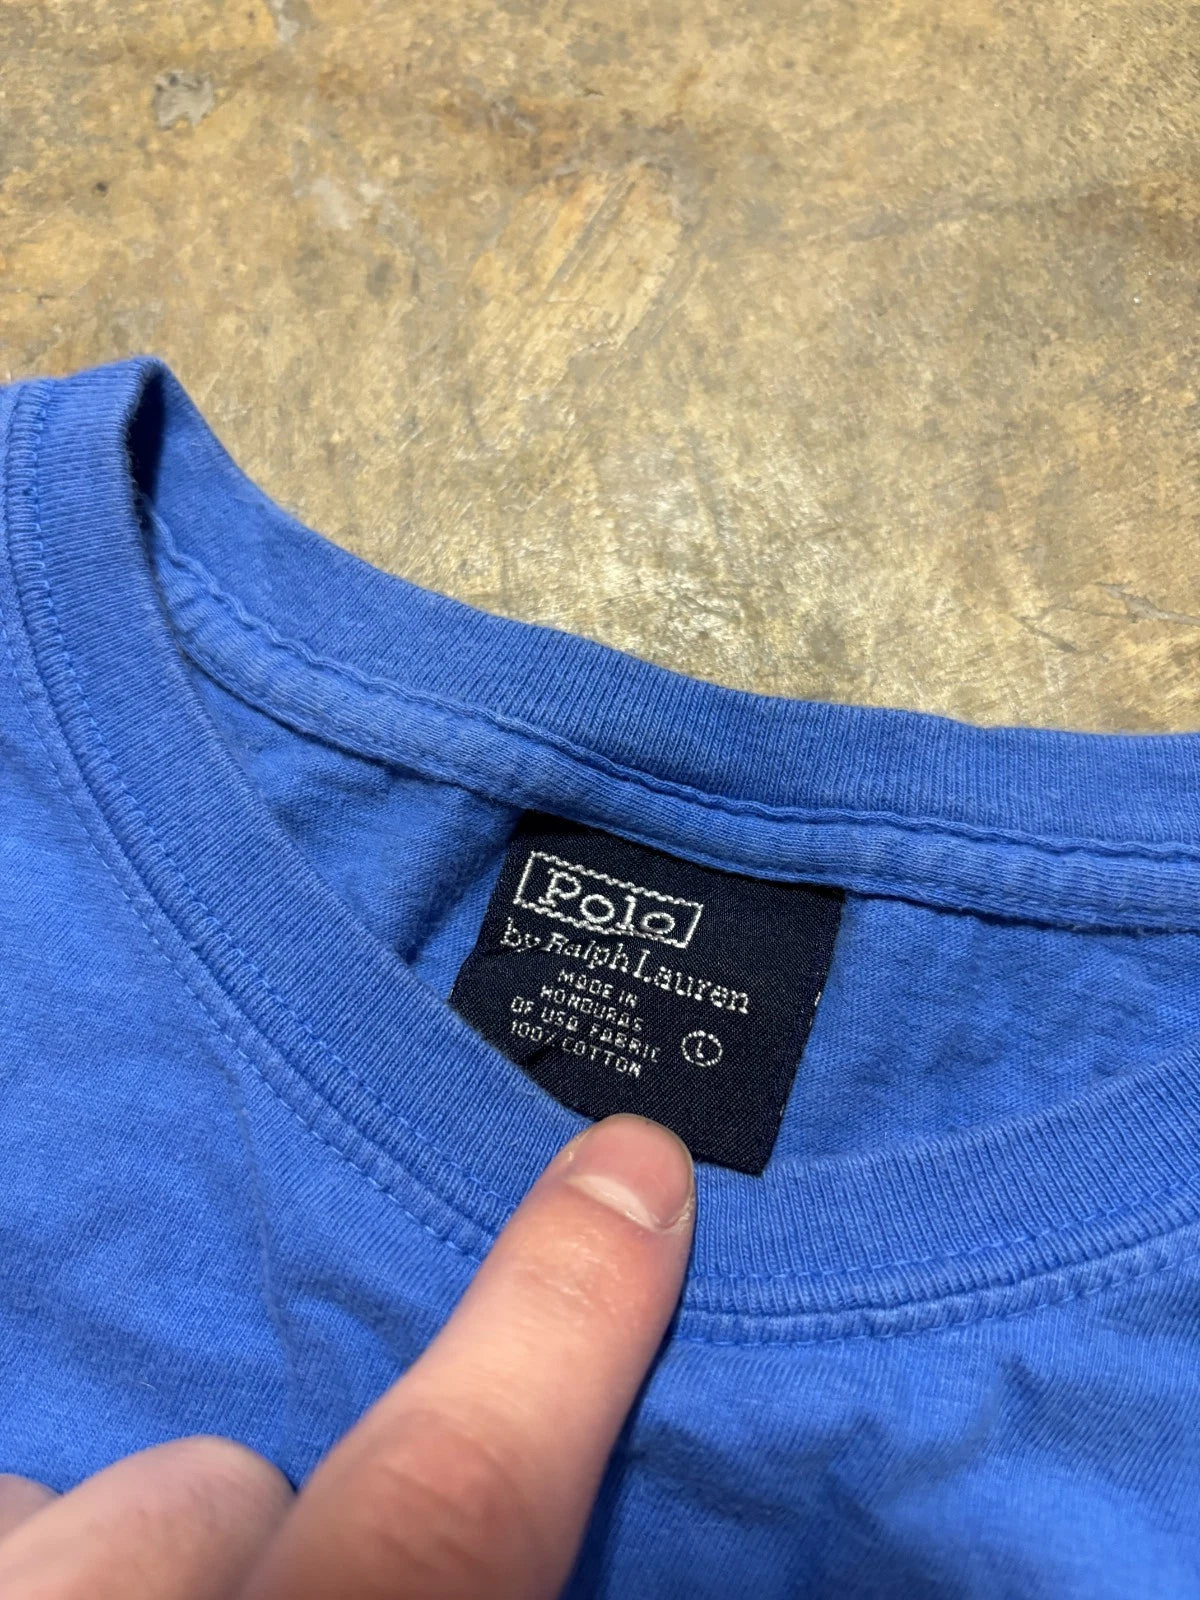 Polo
by Ralph Lauren
MADE IN
HONDURAS
OF USA FABRIC
100% COTTON
L